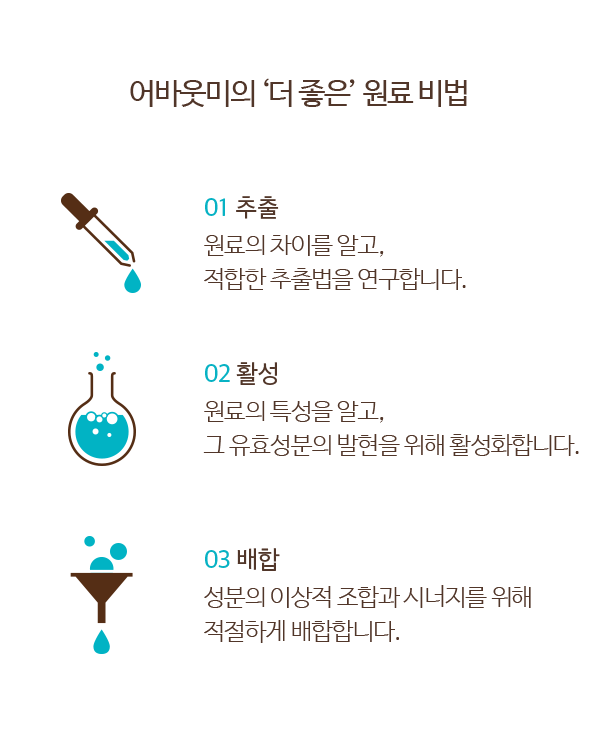 어바웃미의 ‘더 좋은’ 원료 비법
01 추출
원료의 차이를 알고,
적합한 추출법을 연구합니다.
02 활성
원료의 특성을 알고,
그 유효성분의 발현을 위해 활성화합니다.
03 배합
성분의 이상적 조합과 시너지를 위해
적절하게 배합합니다.